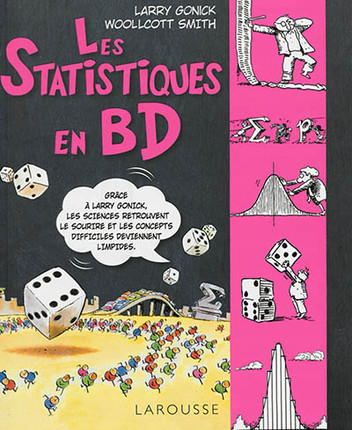 LARRY GONICK
WOOLLCOTT SMITH
LES
STATISTIQUES
EN BD
GRÂCE
À LARRY GONICK,
LES SCIENCES RETROUVENT
LE SOURIRE ET LES CONCEPTS
DIFFICILES DEVIENNENT
LIMPIDES.
Σ P
LAROUSSE